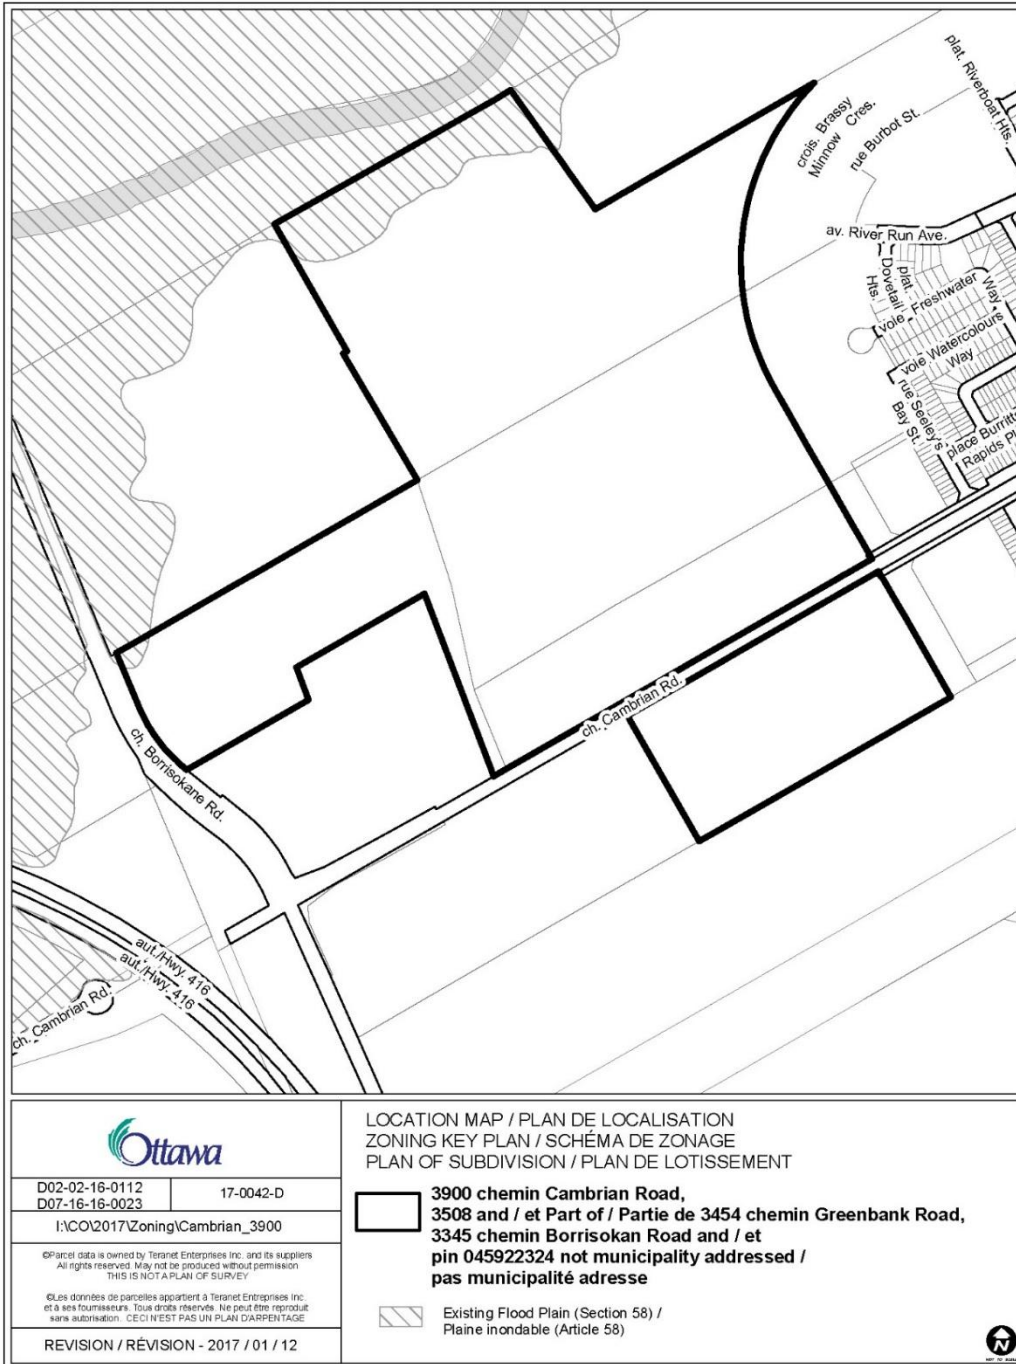 plat. Riverboat Hts.
crois. Brassy
Minnow Cres.
rue Burbot St.
av. River Run Ave.
plat.
Dovetail
Hts.
voie Freshwater
Way
voie Watercolours
Way
rue Seeley's
Bay St.
place Burritts
Rapids Pl
ch. Cambrian Rd.
ch. Borrisokane Rd.
aut./Hwy. 416
aut./Hwy. 416
ch. Cambrian Rd.
Ottawa
D02-02-16-0112
D07-16-16-0023
17-0042-D
I:\CO\2017\Zoning\Cambrian_3900
©Parcel data is owned by Teranet Enterprises Inc. and its suppliers
All rights reserved. May not be produced without permission
THIS IS NOT A PLAN OF SURVEY
©Les données de parcelles appartient à Teranet Entreprises Inc.
et à ses fournisseurs. Tous droits réservés. Ne peut être reproduit
sans autorisation. CECI N'EST PAS UN PLAN D'ARPENTAGE
REVISION / RÉVISION - 2017 / 01 / 12
LOCATION MAP / PLAN DE LOCALISATION
ZONING KEY PLAN / SCHÉMA DE ZONAGE
PLAN OF SUBDIVISION / PLAN DE LOTISSEMENT
3900 chemin Cambrian Road,
3508 and / et Part of / Partie de 3454 chemin Greenbank Road,
3345 chemin Borrisokan Road and / et
pin 045922324 not municipality addressed /
pas municipalité adresse
Existing Flood Plain (Section 58) /
Plaine inondable (Article 58)
N
NOT TO SCALE